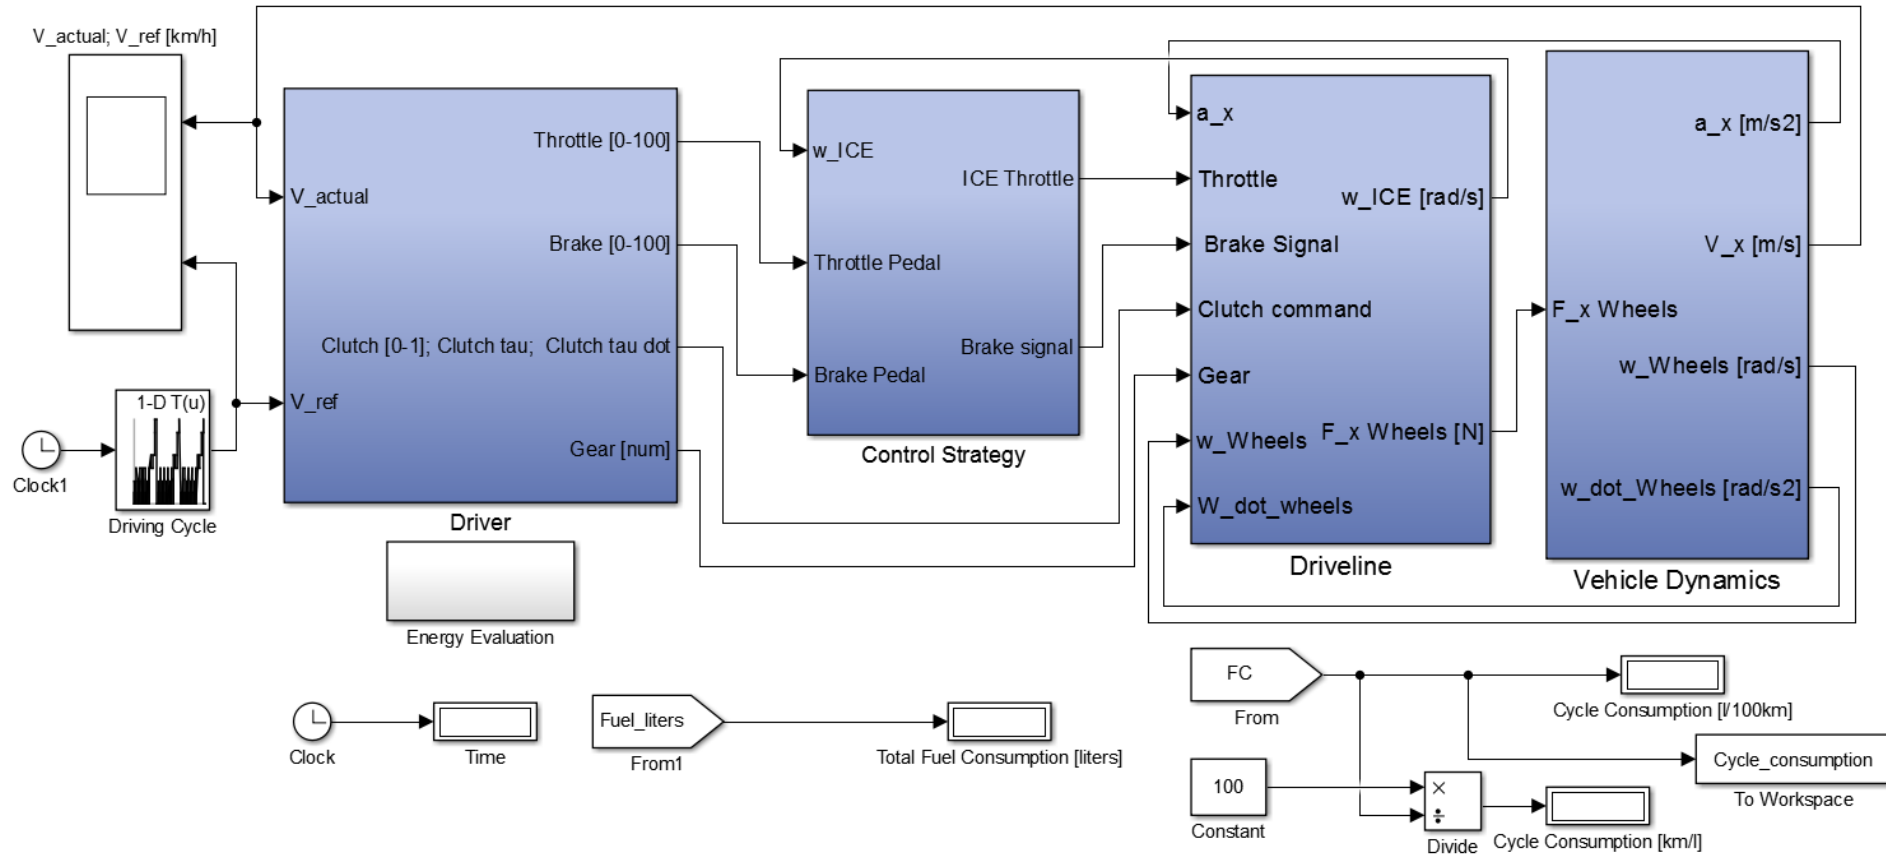 V_actual; V_ref [km/h]
Clock1
1-D T(u)
Driving Cycle
V_actual
V_ref
Throttle [0-100]
Brake [0-100]
Clutch [0-1]; Clutch tau; Clutch tau dot
Gear [num]
Driver
Energy Evaluation
w_ICE
Throttle Pedal
Brake Pedal
ICE Throttle
Brake signal
Control Strategy
a_x
Throttle
Brake Signal
Clutch command
Gear
w_Wheels
W_dot_wheels
w_ICE [rad/s]
F_x Wheels [N]
Driveline
F_x Wheels
a_x [m/s2]
V_x [m/s]
w_Wheels [rad/s]
w_dot_Wheels [rad/s2]
Vehicle Dynamics
Clock
Time
Fuel_liters
From1
Total Fuel Consumption [liters]
FC
From
Cycle Consumption [l/100km]
Cycle_consumption
To Workspace
100
Constant
×
÷
Divide
Cycle Consumption [km/l]